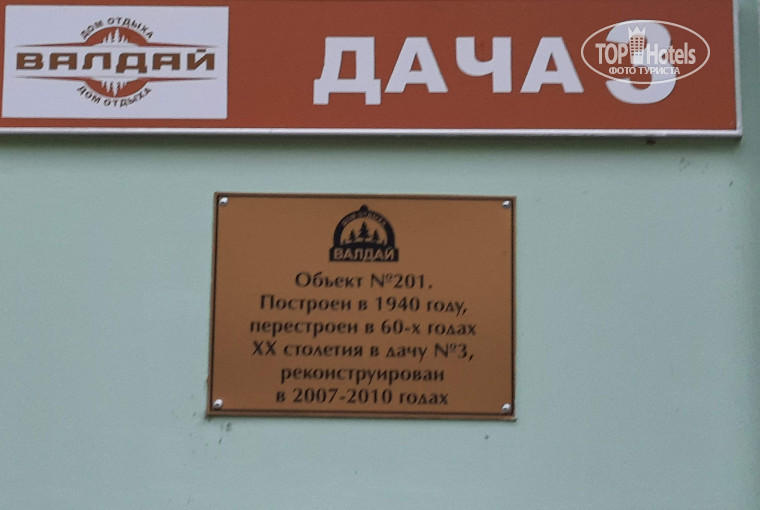 ДОМ ОТДЫХА
ВАЛДАЙ
ДОМ ОТДЫХА
ДАЧА 3
TOP Hotels
ФОТО ТУРИСТА
ДОМ ОТДЫХА
ВАЛДАЙ
Обьект №201.
Построен в 1940 году,
перестроен в 60-х годах
XX столетия в дачу №3,
реконструирован
в 2007-2010 годах